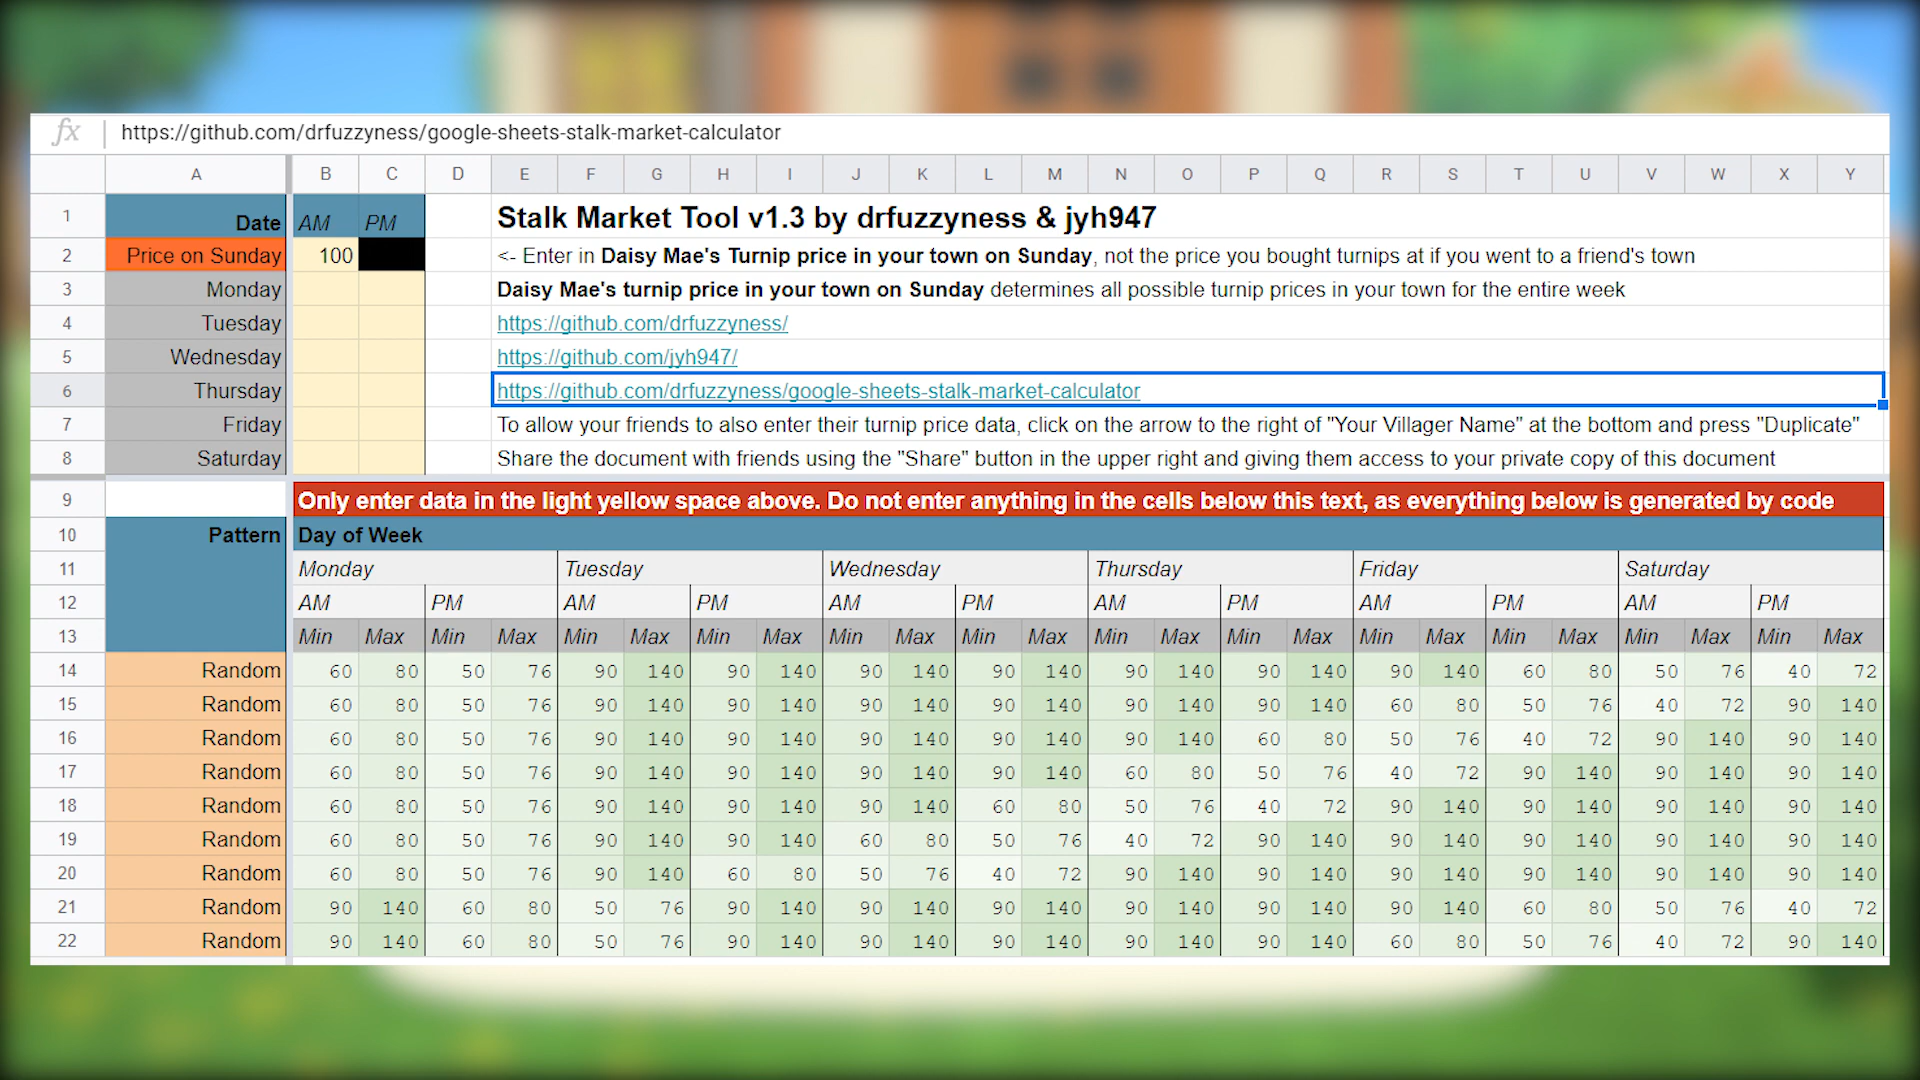 fx https://github.com/drfuzzyness/google-sheets-stalk-market-calculator
A B C D E F G H I J K L M N O P Q R S T U V W X Y
1 Date AM PM Stalk Market Tool v1.3 by drfuzzyness & jyh947
2 Price on Sunday 100 <- Enter in Daisy Mae's Turnip price in your town on Sunday, not the price you bought turnips at if you went to a friend's town
3 Monday Daisy Mae's turnip price in your town on Sunday determines all possible turnip prices in your town for the entire week
4 Tuesday https://github.com/drfuzzyness/
5 Wednesday https://github.com/jyh947/
6 Thursday https://github.com/drfuzzyness/google-sheets-stalk-market-calculator
7 Friday To allow your friends to also enter their turnip price data, click on the arrow to the right of "Your Villager Name" at the bottom and press "Duplicate"
8 Saturday Share the document with friends using the "Share" button in the upper right and giving them access to your private copy of this document
9 Only enter data in the light yellow space above. Do not enter anything in the cells below this text, as everything below is generated by code
10 Pattern Day of Week
11 Monday Tuesday Wednesday Thursday Friday Saturday
12 AM PM AM PM AM PM AM PM AM PM AM PM
13 Min Max Min Max Min Max Min Max Min Max Min Max Min Max Min Max Min Max Min Max Min Max Min Max
14 Random 60 80 50 76 90 140 90 140 90 140 90 140 90 140 90 140 90 140 60 80 50 76 40 72
15 Random 60 80 50 76 90 140 90 140 90 140 90 140 90 140 90 140 60 80 50 76 40 72 90 140
16 Random 60 80 50 76 90 140 90 140 90 140 90 140 90 140 60 80 50 76 40 72 90 140 90 140
17 Random 60 80 50 76 90 140 90 140 90 140 90 140 60 80 50 76 40 72 90 140 90 140 90 140
18 Random 60 80 50 76 90 140 90 140 90 140 60 80 50 76 40 72 90 140 90 140 90 140 90 140
19 Random 60 80 50 76 90 140 90 140 60 80 50 76 40 72 90 140 90 140 90 140 90 140 90 140
20 Random 60 80 50 76 90 140 60 80 50 76 40 72 90 140 90 140 90 140 90 140 90 140 90 140
21 Random 90 140 60 80 50 76 90 140 90 140 90 140 90 140 90 140 90 140 60 80 50 76 40 72
22 Random 90 140 60 80 50 76 90 140 90 140 90 140 90 140 90 140 60 80 50 76 40 72 90 140